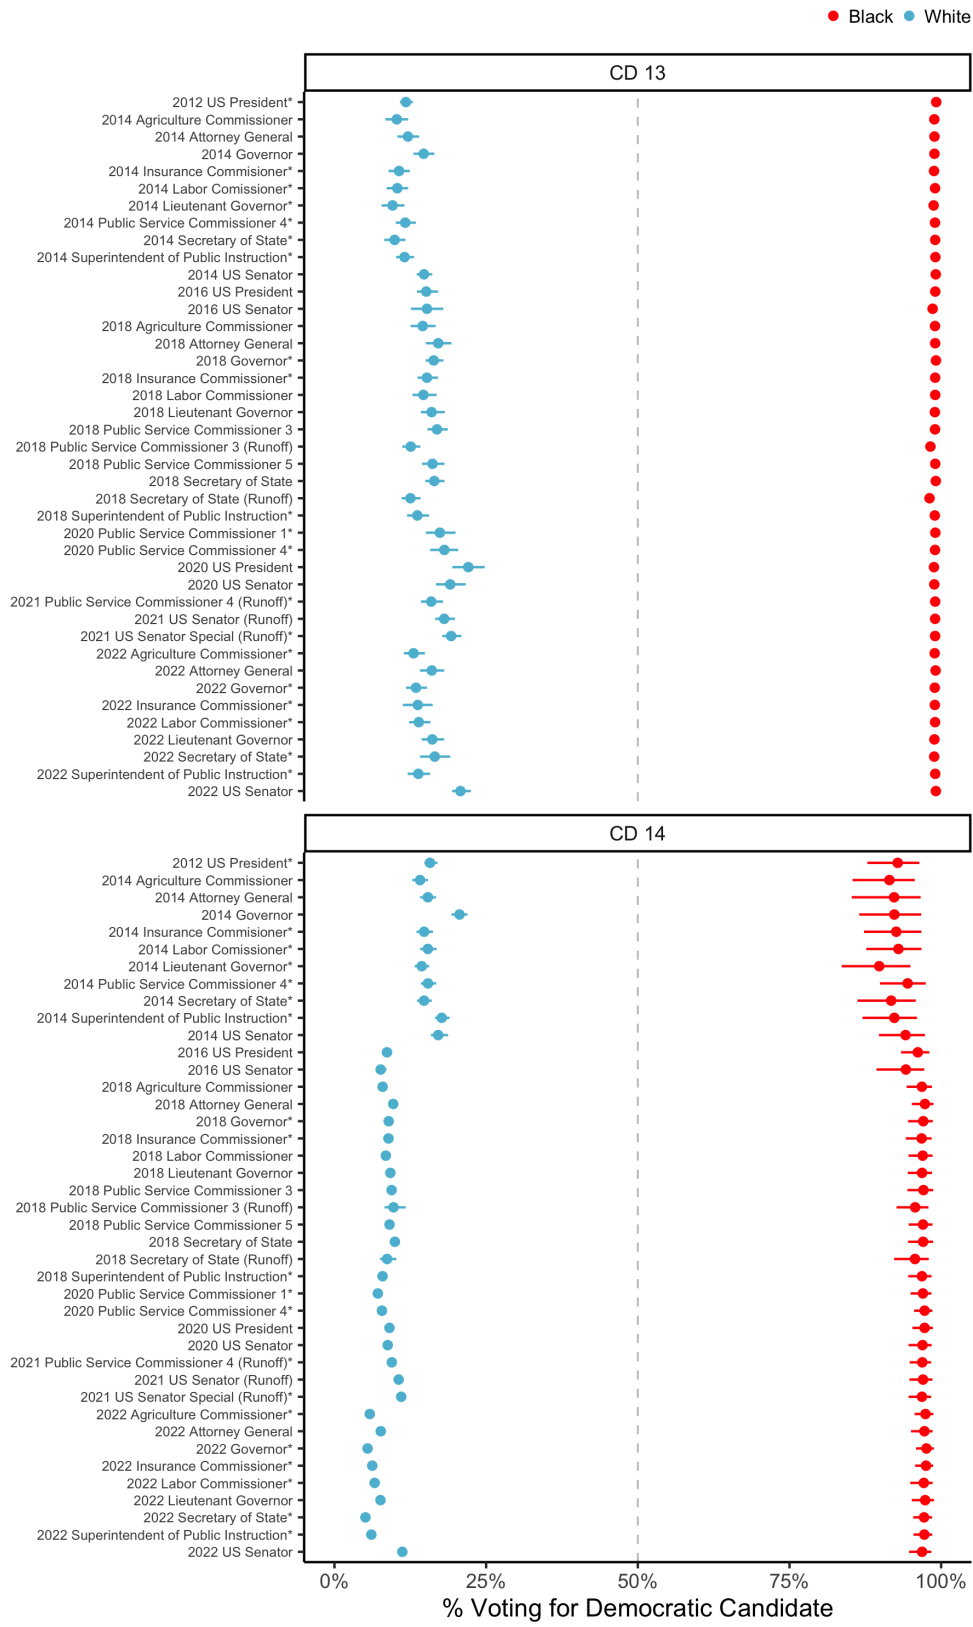 Black White
CD 13
2012 US President*
2014 Agriculture Commissioner
2014 Attorney General
2014 Governor
2014 Insurance Commisioner*
2014 Labor Comissioner*
2014 Lieutenant Governor*
2014 Public Service Commissioner 4*
2014 Secretary of State*
2014 Superintendent of Public Instruction*
2014 US Senator
2016 US President
2016 US Senator
2018 Agriculture Commissioner
2018 Attorney General
2018 Governor*
2018 Insurance Commissioner*
2018 Labor Commissioner
2018 Lieutenant Governor
2018 Public Service Commissioner 3
2018 Public Service Commissioner 3 (Runoff)
2018 Public Service Commissioner 5
2018 Secretary of State
2018 Secretary of State (Runoff)
2018 Superintendent of Public Instruction*
2020 Public Service Commissioner 1*
2020 Public Service Commissioner 4*
2020 US President
2020 US Senator
2021 Public Service Commissioner 4 (Runoff)*
2021 US Senator (Runoff)
2021 US Senator Special (Runoff)*
2022 Agriculture Commissioner*
2022 Attorney General
2022 Governor*
2022 Insurance Commissioner*
2022 Labor Commissioner*
2022 Lieutenant Governor
2022 Secretary of State*
2022 Superintendent of Public Instruction*
2022 US Senator
CD 14
2012 US President*
2014 Agriculture Commissioner
2014 Attorney General
2014 Governor
2014 Insurance Commisioner*
2014 Labor Comissioner*
2014 Lieutenant Governor*
2014 Public Service Commissioner 4*
2014 Secretary of State*
2014 Superintendent of Public Instruction*
2014 US Senator
2016 US President
2016 US Senator
2018 Agriculture Commissioner
2018 Attorney General
2018 Governor*
2018 Insurance Commissioner*
2018 Labor Commissioner
2018 Lieutenant Governor
2018 Public Service Commissioner 3
2018 Public Service Commissioner 3 (Runoff)
2018 Public Service Commissioner 5
2018 Secretary of State
2018 Secretary of State (Runoff)
2018 Superintendent of Public Instruction*
2020 Public Service Commissioner 1*
2020 Public Service Commissioner 4*
2020 US President
2020 US Senator
2021 Public Service Commissioner 4 (Runoff)*
2021 US Senator (Runoff)
2021 US Senator Special (Runoff)*
2022 Agriculture Commissioner*
2022 Attorney General
2022 Governor*
2022 Insurance Commissioner*
2022 Labor Commissioner*
2022 Lieutenant Governor
2022 Secretary of State*
2022 Superintendent of Public Instruction*
2022 US Senator
0% 25% 50% 75% 100%
% Voting for Democratic Candidate